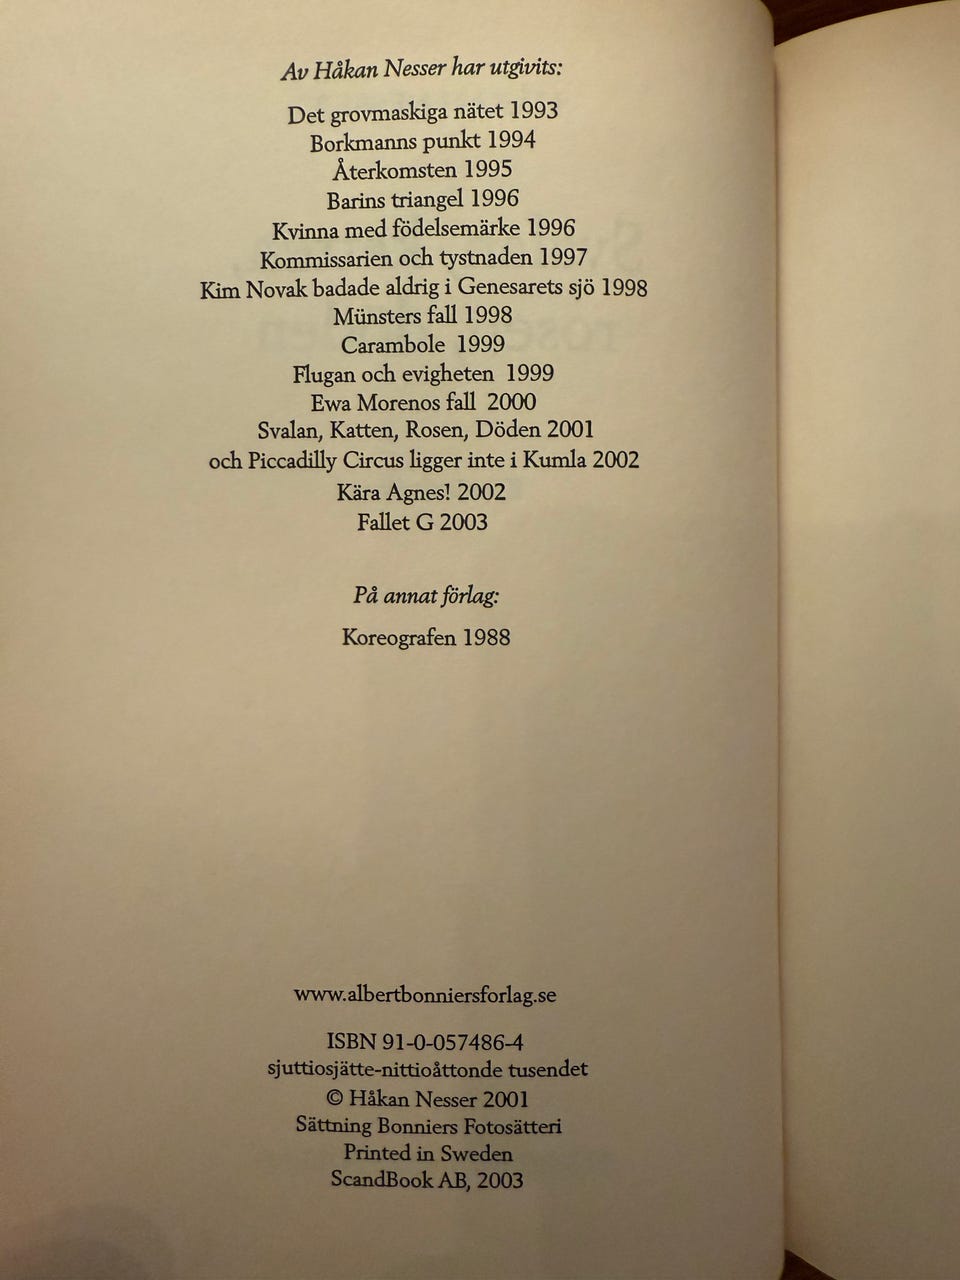 Av Håkan Nesser har utgivits:
Det grovmaskiga nätet 1993
Borkmanns punkt 1994
Återkomsten 1995
Barins triangel 1996
Kvinna med födelsemärke 1996
Kommissarien och tystnaden 1997
Kim Novak badade aldrig i Genesarets sjö 1998
Münsters fall 1998
Carambole 1999
Flugan och evigheten 1999
Ewa Morenos fall 2000
Svalan, Katten, Rosen, Döden 2001
och Piccadilly Circus ligger inte i Kumla 2002
Kära Agnes! 2002
Fallet G 2003
På annat förlag:
Koreografen 1988
www.albertbonniersforlag.se
ISBN 91-0-057486-4
sjuttiosjätte-nittioåttonde tusendet
© Håkan Nesser 2001
Sättning Bonniers Fotosätteri
Printed in Sweden
ScandBook AB, 2003